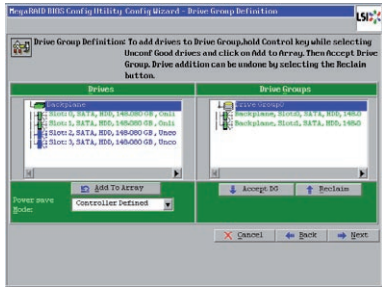 MegaRAID BIOS Config Utility Config Wizard - Drive Group Definition
LSI
Drive Group Definition: To add drives to Drive Group,hold Control key while selecting
Unconf Good drives and click on Add to Array. Then Accept Drive
Group. Drive addition can be undone by selecting the Reclaim
button.
Drives
Backplane
Slot: 0, SATA, HDD, 148.080 GB, Onli
Slot: 1, SATA, HDD, 148.080 GB, Onli
Slot: 2, SATA, HDD, 148.080 GB, Unco
Slot: 3, SATA, HDD, 148.080 GB, Unco
Add To Array
Power save
Mode:
Controller Defined
Drive Groups
Drive Group0
Backplane, Slot:0, SATA, HDD, 148.0
Backplane, SATA, HDD, 148.0
Accept DG
Reclaim
Cancel
Back
Next